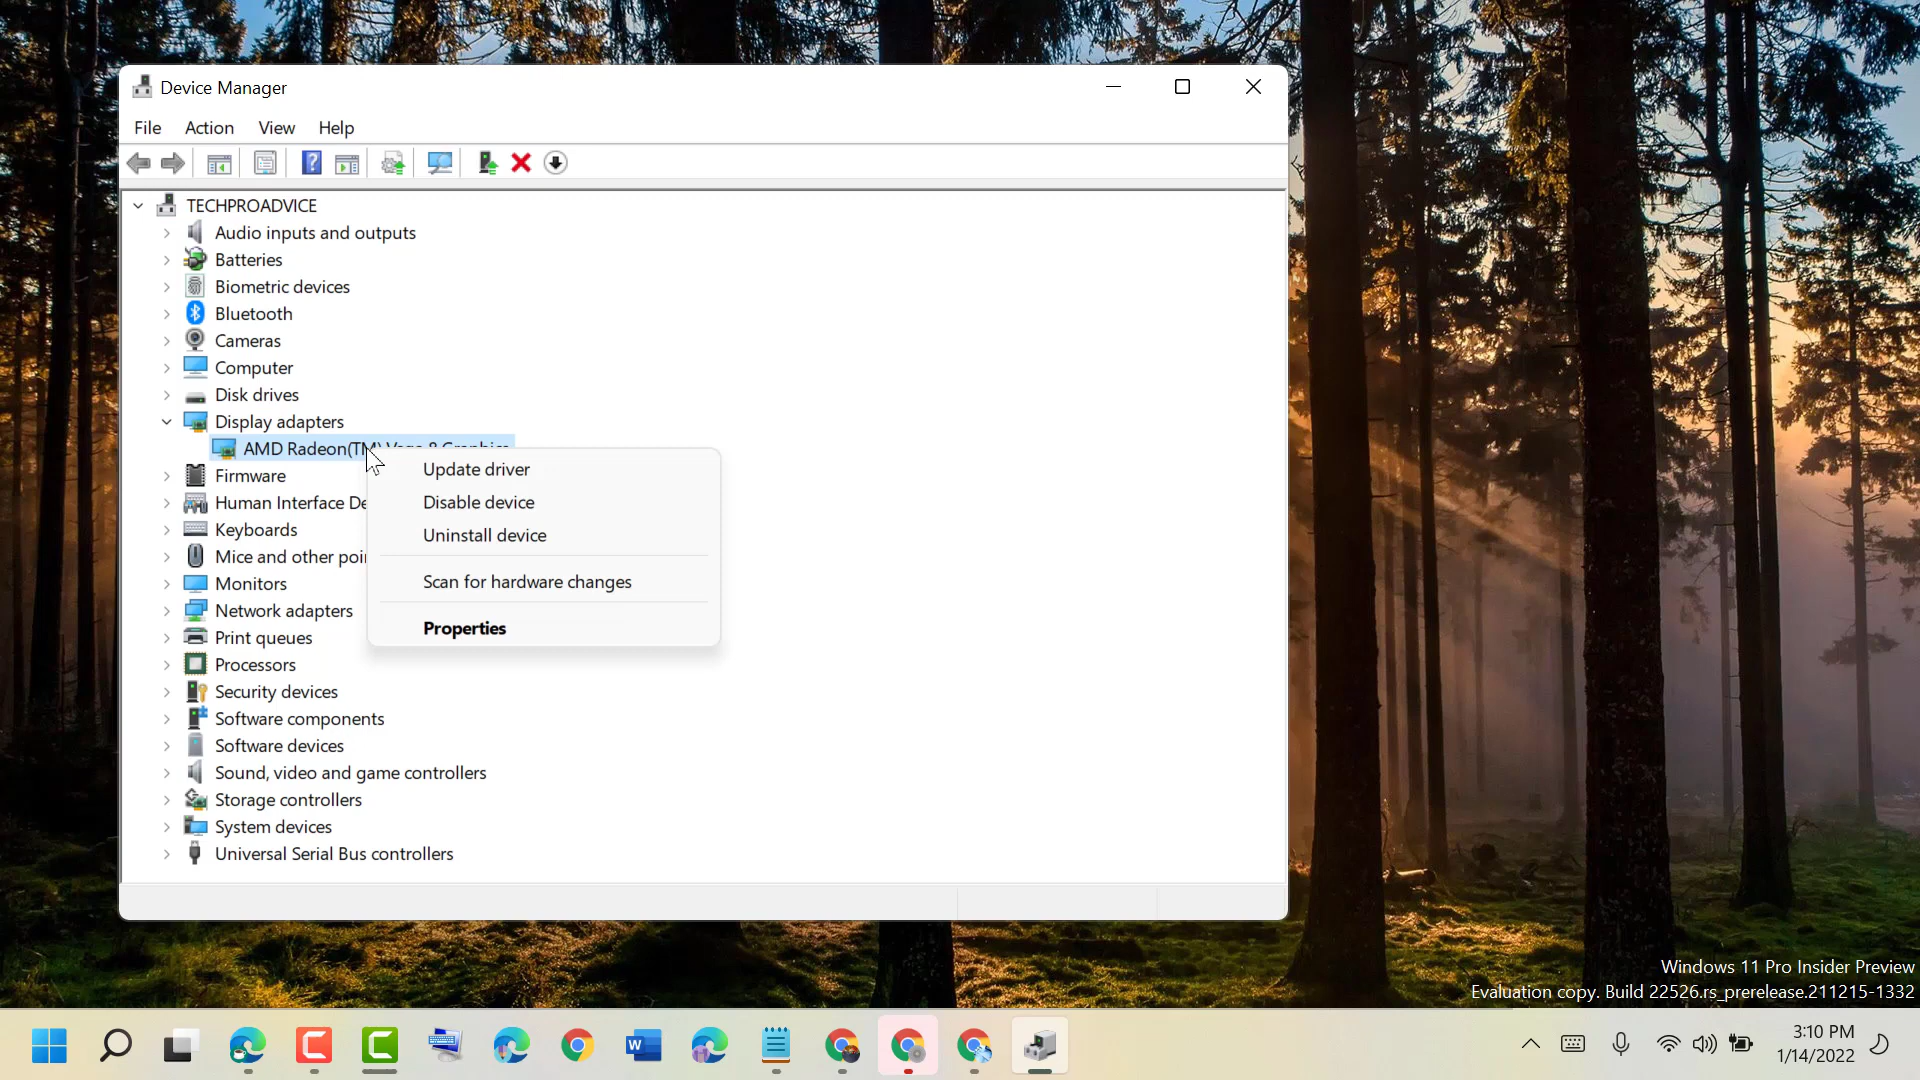 Device Manager
File Action View Help
TECHPROADVICE
Audio inputs and outputs
Batteries
Biometric devices
Bluetooth
Cameras
Computer
Disk drives
Display adapters
AMD Radeon(TM) Vega 8 Graphics
Firmware
Human Interface De
Keyboards
Mice and other poi
Monitors
Network adapters
Print queues
Processors
Security devices
Software components
Software devices
Sound, video and game controllers
Storage controllers
System devices
Universal Serial Bus controllers
Update driver
Disable device
Uninstall device
Scan for hardware changes
Properties
Windows 11 Pro Insider Preview
Evaluation copy. Build 22526.rs_prerelease.211215-1332
3:10 PM
1/14/2022